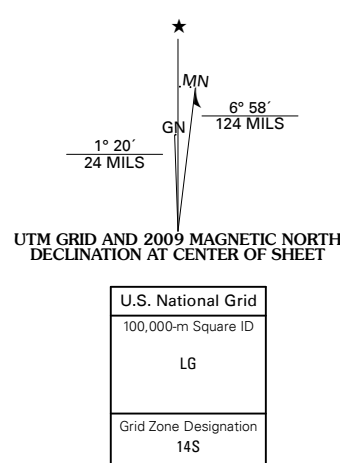 MN
GN
6° 58´
124 MILS
1° 20´
24 MILS
UTM GRID AND 2009 MAGNETIC NORTH
DECLINATION AT CENTER OF SHEET
U.S. National Grid
100,000-m Square ID
LG
Grid Zone Designation
14S